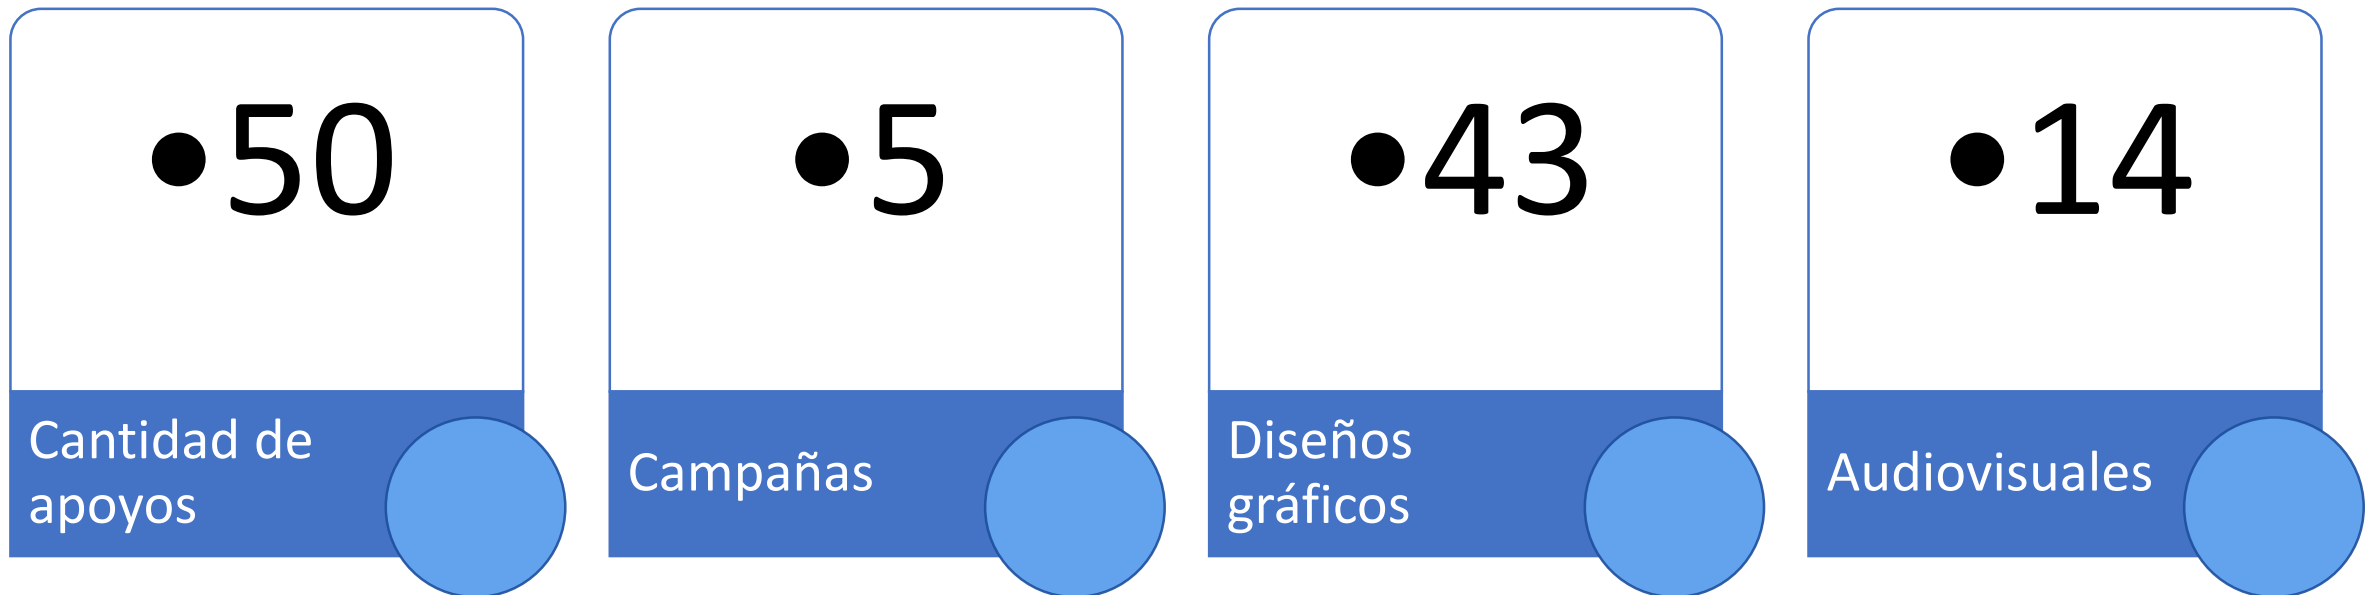 •50
Cantidad de
apoyos
•5
Campañas
•43
Diseños
gráficos
•14
Audiovisuales